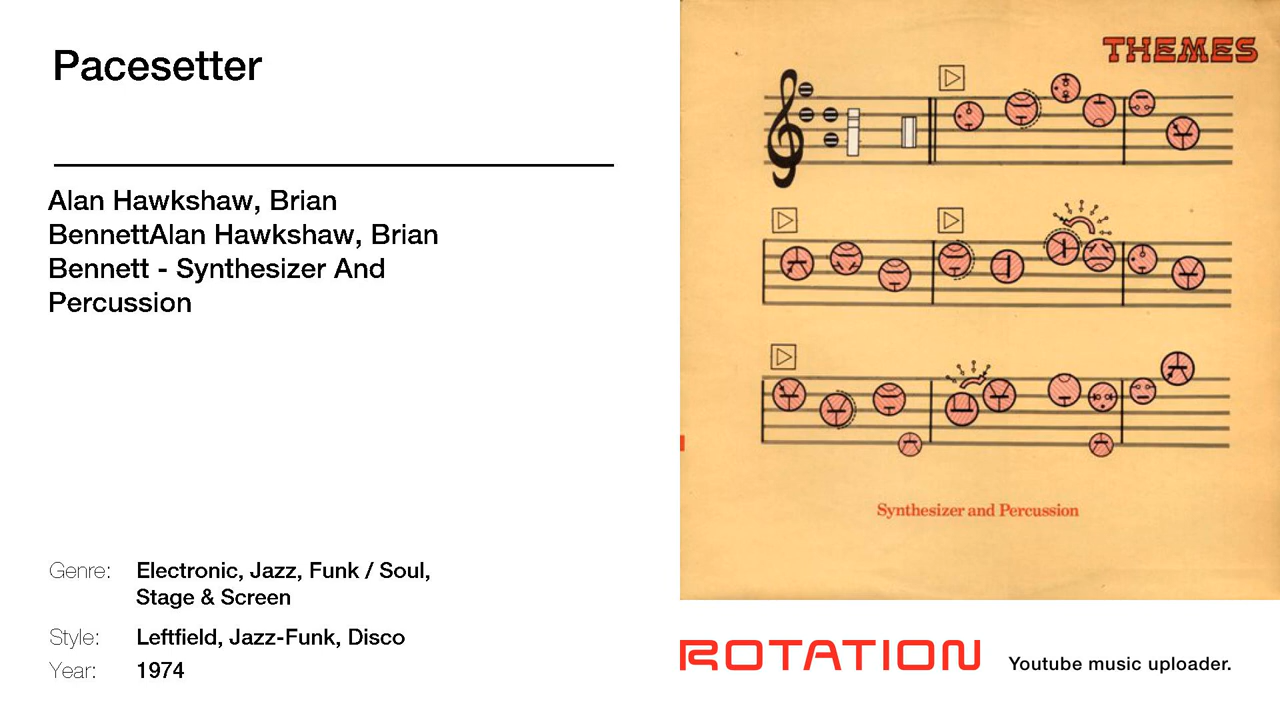 Pacesetter
Alan Hawkshaw, Brian
BennettAlan Hawkshaw, Brian
Bennett - Synthesizer And
Percussion
Genre: Electronic, Jazz, Funk / Soul,
Stage & Screen
Style: Leftfield, Jazz-Funk, Disco
Year: 1974
THEMES
Synthesizer and Percussion
ROTATION
Youtube music uploader.